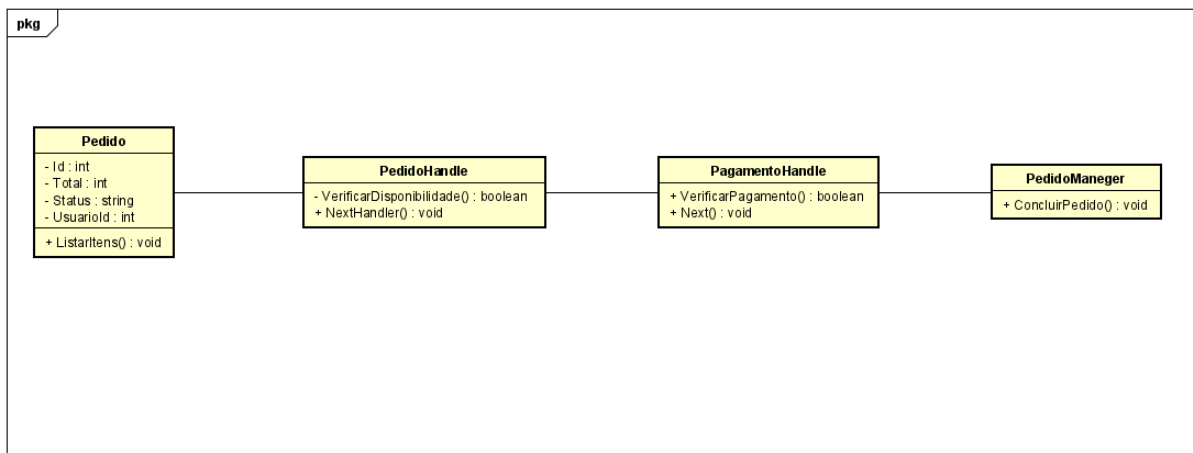 pkg
Pedido
- Id : int
- Total : int
- Status : string
- UsuarioId : int
+ ListarItens() : void
PedidoHandle
- VerificarDisponibilidade() : boolean
+ NextHandler() : void
PagamentoHandle
+ VerificarPagamento() : boolean
+ Next() : void
PedidoManeger
+ ConcluirPedido() : void